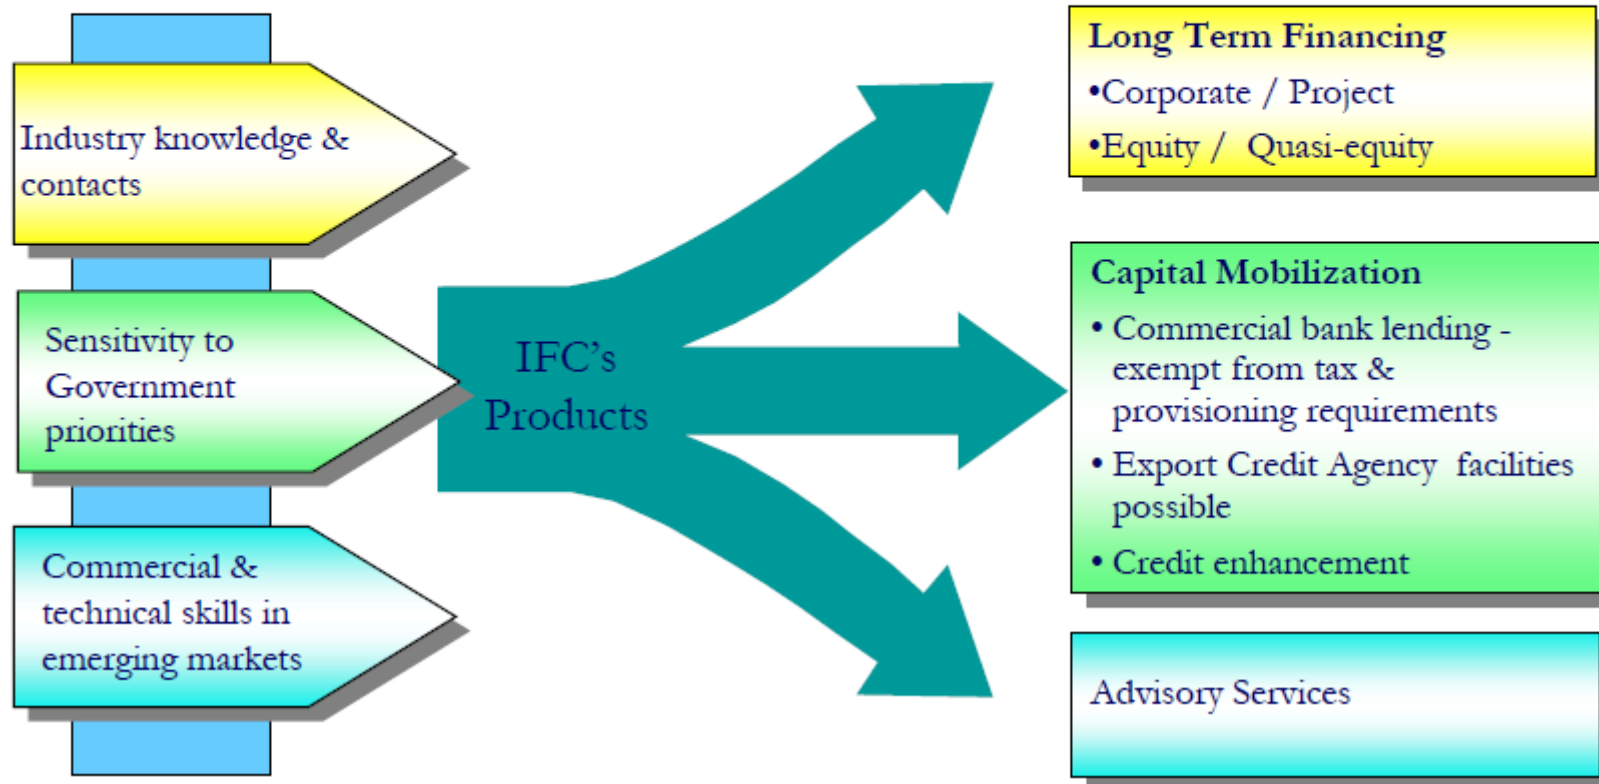 Industry knowledge &
contacts
Sensitivity to
Government
priorities
Commercial &
technical skills in
emerging markets
IFC's
Products
Long Term Financing
•Corporate / Project
•Equity / Quasi-equity
Capital Mobilization
• Commercial bank lending -
exempt from tax &
provisioning requirements
• Export Credit Agency facilities
possible
• Credit enhancement
Advisory Services